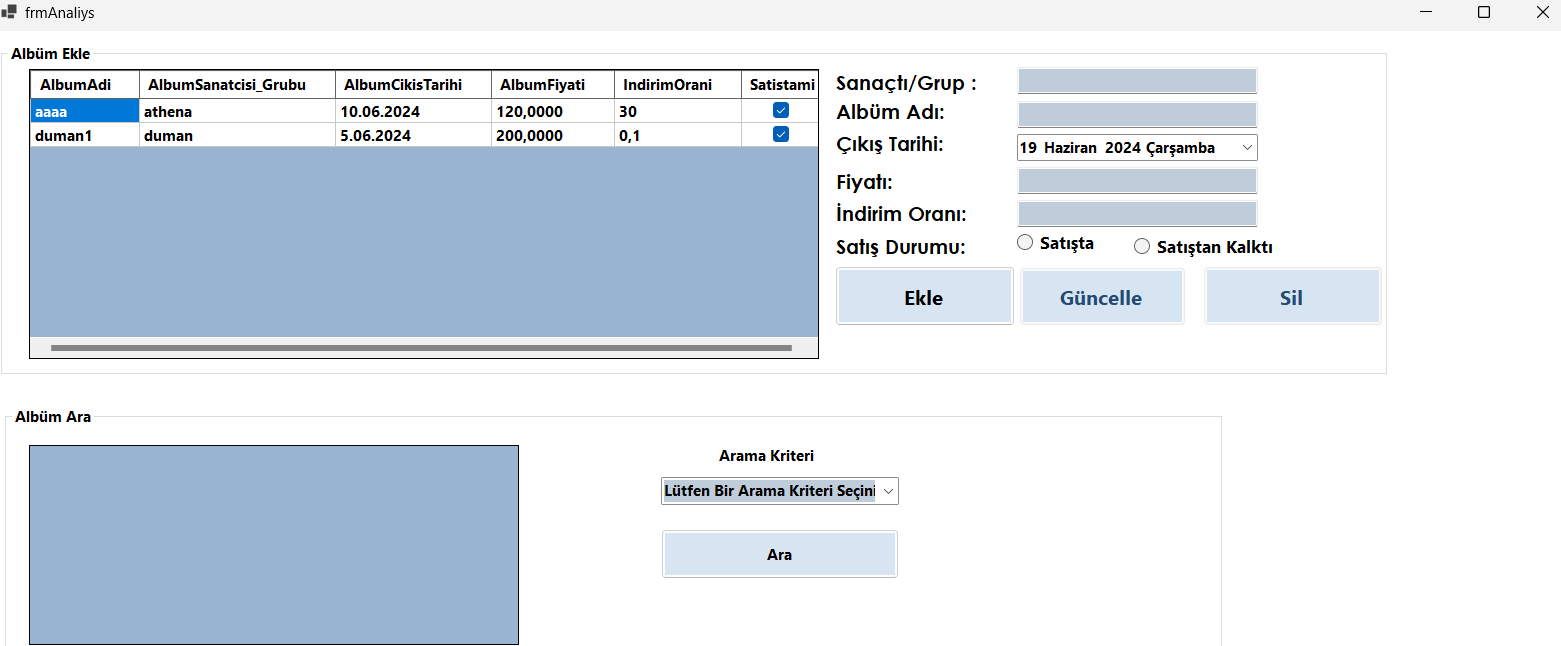 frmAnaliys
Albüm Ekle
AlbumAdi AlbumSanatcisi_Grubu AlbumCikisTarihi AlbumFiyati IndirimOrani Satistami
aaaa athena 10.06.2024 120,0000 30
duman1 duman 5.06.2024 200,0000 0,1
Sanaçtı/Grup :
Albüm Adı:
Çıkış Tarihi: 19 Haziran 2024 Çarşamba
Fiyatı:
İndirim Oranı:
Satış Durumu: Satışta Satıştan Kalktı
Ekle Güncelle Sil
Albüm Ara
Arama Kriteri
Lütfen Bir Arama Kriteri Seçini
Ara